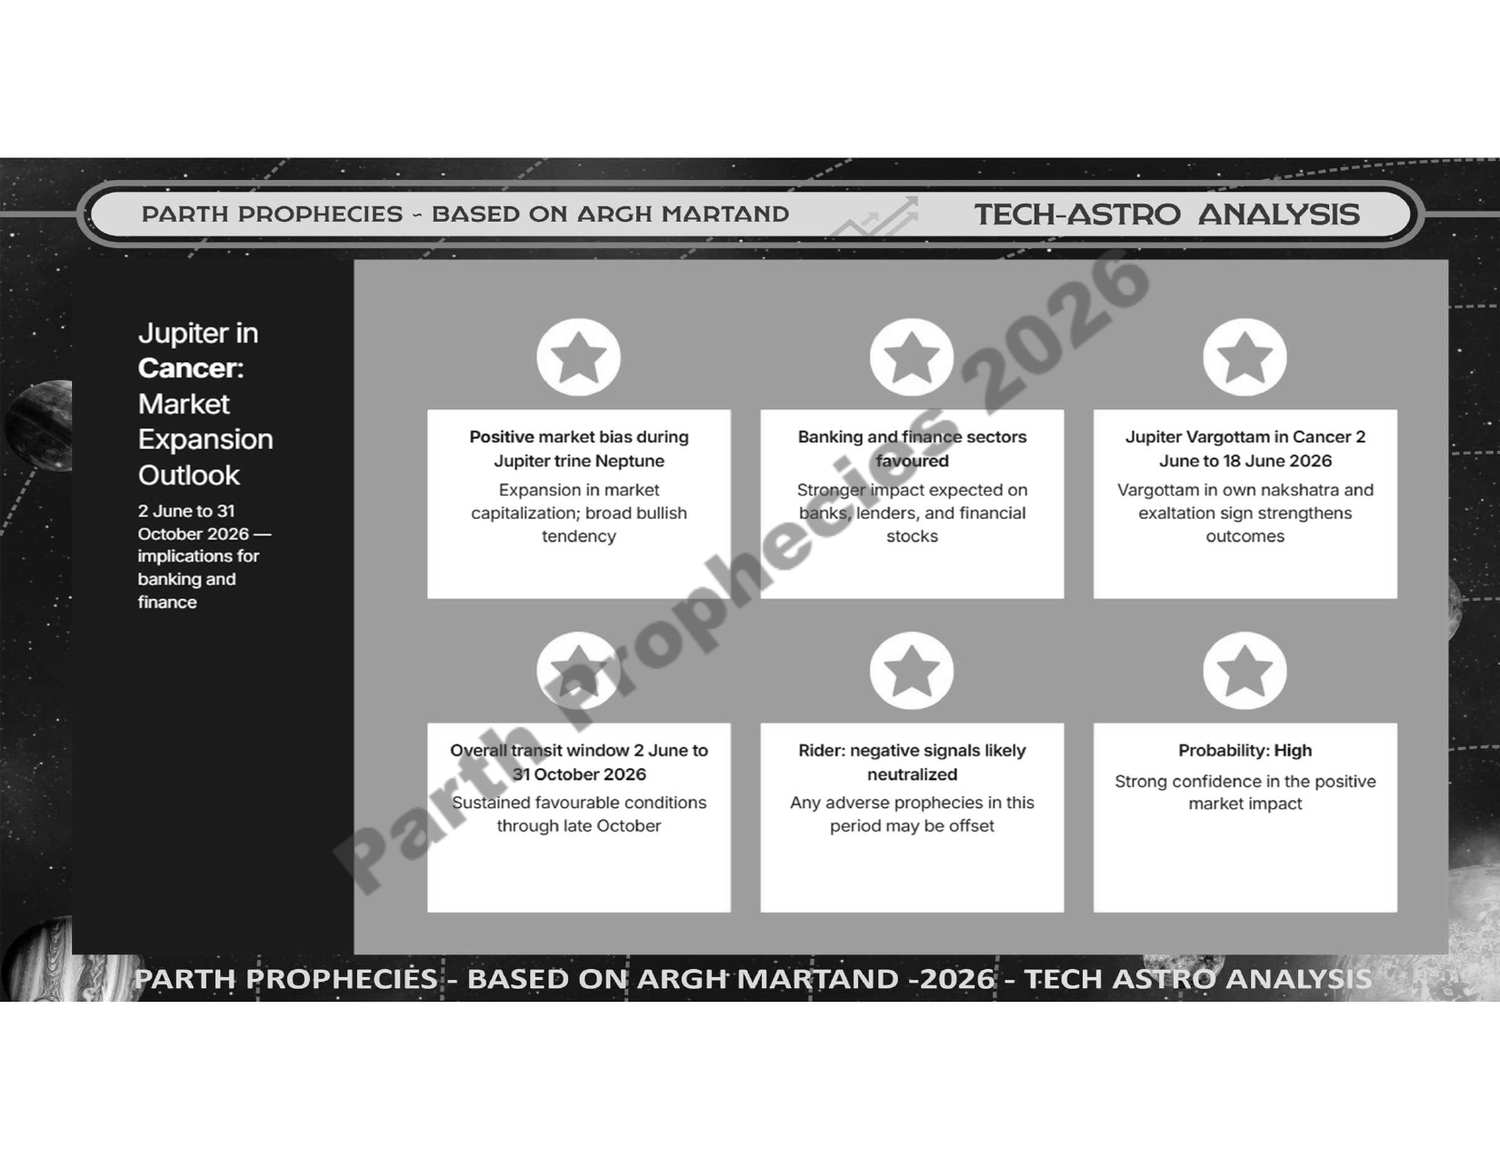 PARTH PROPHECIES ~ BASED ON ARGH MARTAND
TECH-ASTRO ANALYSIS
Jupiter in
Cancer:
Market
Expansion
Outlook
2 June to 31
October 2026 —
implications for
banking and
finance
Positive market bias during
Jupiter trine Neptune
Expansion in market
capitalization; broad bullish
tendency
Banking and finance sectors
favoured
Stronger impact expected on
banks, lenders, and financial
stocks
Jupiter Vargottam in Cancer 2
June to 18 June 2026
Vargottam in own nakshatra and
exaltation sign strengthens
outcomes
Overall transit window 2 June to
31 October 2026
Sustained favourable conditions
through late October
Rider: negative signals likely
neutralized
Any adverse prophecies in this
period may be offset
Probability: High
Strong confidence in the positive
market impact
Parth Prophecies 2026
PARTH PROPHECIES - BASED ON ARGH MARTAND -2026 - TECH ASTRO ANALYSIS